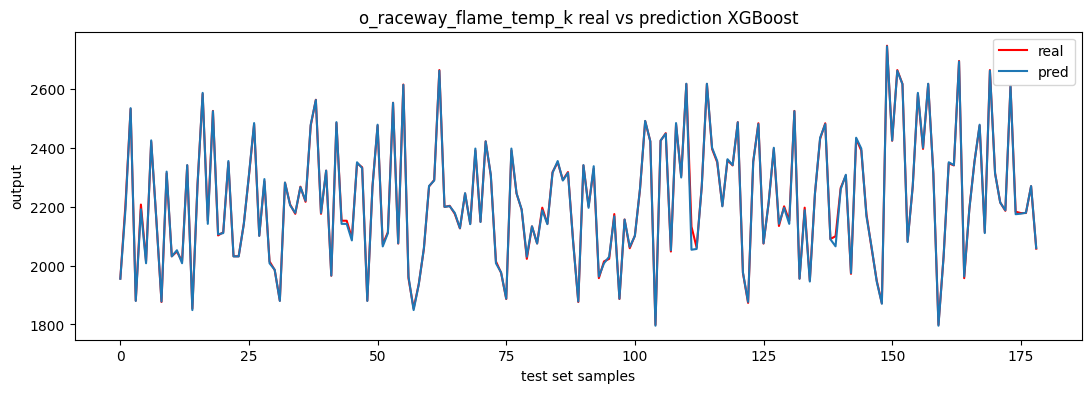 o_raceway_flame_temp_k real vs prediction XGBoost
real
pred
output
2600
2400
2200
2000
1800
0 25 50 75 100 125 150 175
test set samples